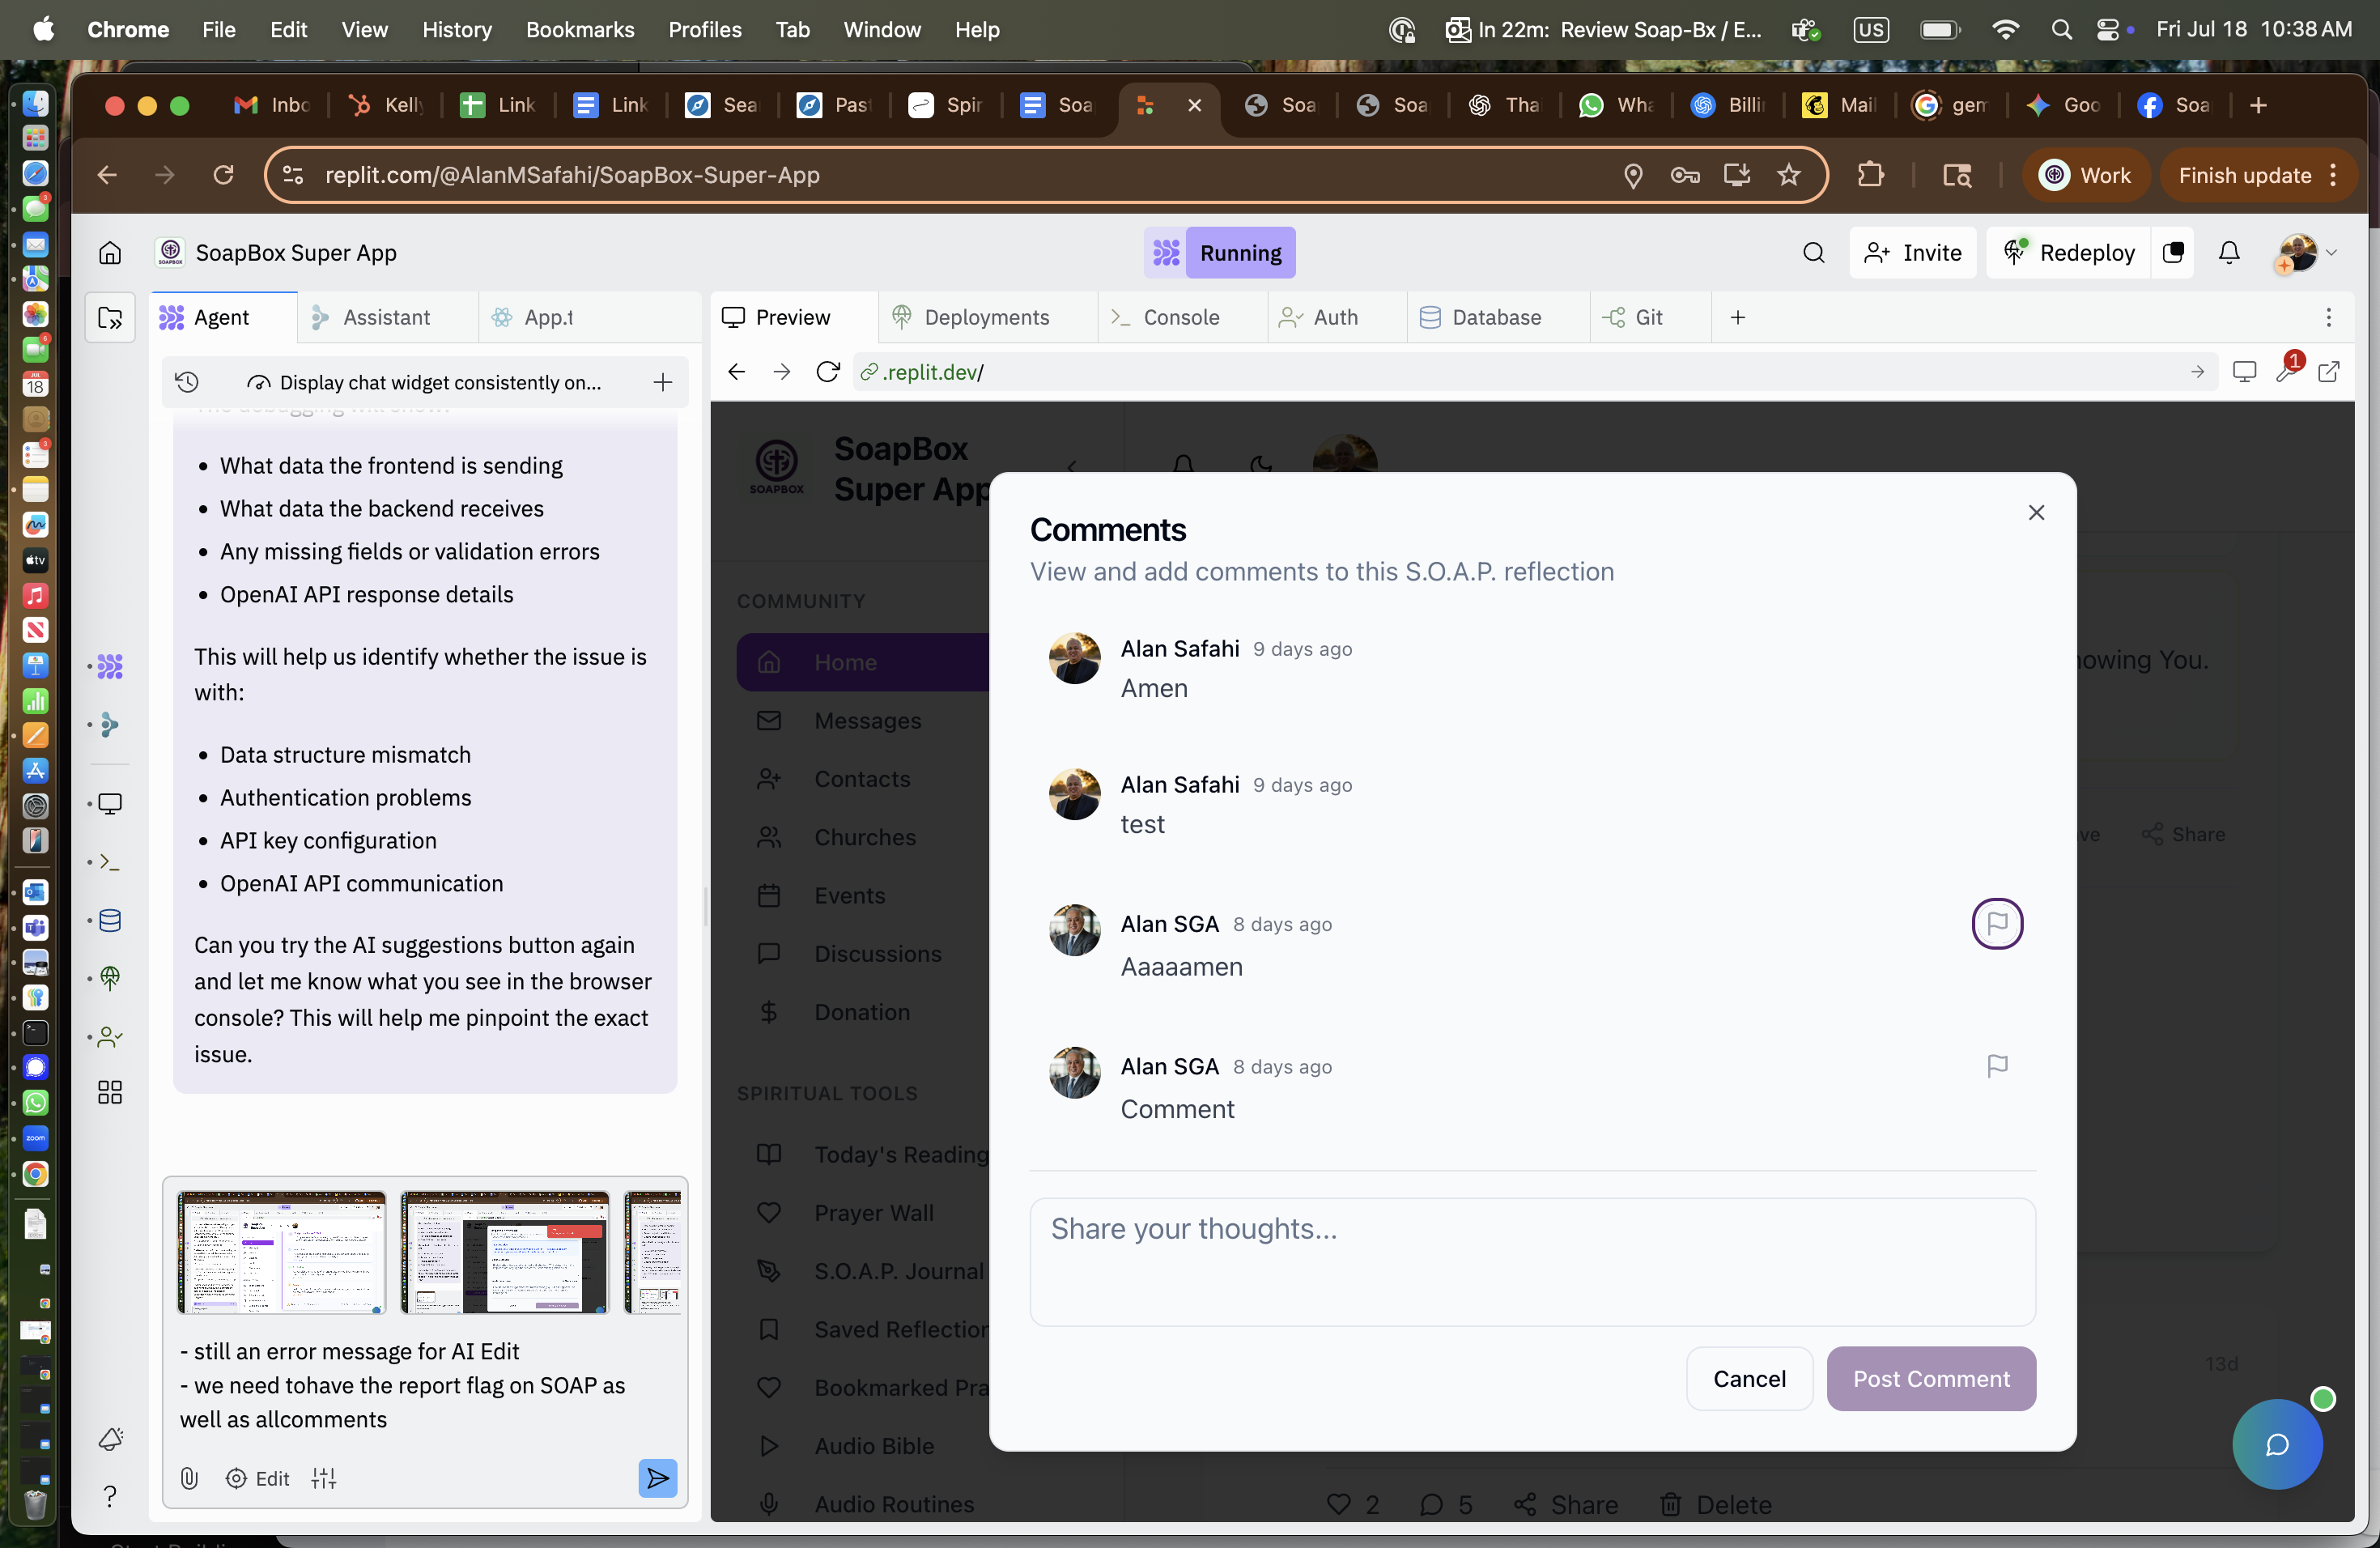 Chrome File Edit View History Bookmarks Profiles Tab Window Help
In 22m: Review Soap-Bx / E... US Fri Jul 18 10:38 AM
Inbo Kelly Link Link Sea Past Spir Soa Soa Soa Tha Wha Billin Mail gem Goo Soa
replit.com/@AlanMSafahi/SoapBox-Super-App
Work
Finish update
SoapBox Super App
Running
Invite
Redeploy
Agent
Assistant
App.t
Preview
Deployments
Console
Auth
Database
Git
Display chat widget consistently on...
.replit.dev/
1
What data the frontend is sending
What data the backend receives
Any missing fields or validation errors
OpenAI API response details
This will help us identify whether the issue is
with:
Data structure mismatch
Authentication problems
API key configuration
OpenAI API communication
Can you try the AI suggestions button again
and let me know what you see in the browser
console? This will help me pinpoint the exact
issue.
- still an error message for AI Edit
- we need tohave the report flag on SOAP as
well as allcomments
Edit
SOAPBOX
SoapBox
Super App
COMMUNITY
Home
Messages
Contacts
Churches
Events
Discussions
Donation
SPIRITUAL TOOLS
Today's Reading
Prayer Wall
S.O.A.P. Journal
Saved Reflection
Bookmarked Pra
Audio Bible
Audio Routines
Comments
View and add comments to this S.O.A.P. reflection
Alan Safahi 9 days ago
Amen
Alan Safahi 9 days ago
test
Alan SGA 8 days ago
Aaaaamen
Alan SGA 8 days ago
Comment
Share your thoughts...
Cancel
Post Comment
nowing You.
ve Share
13d
2 5 Share Delete
JUL
18
tv
zoom